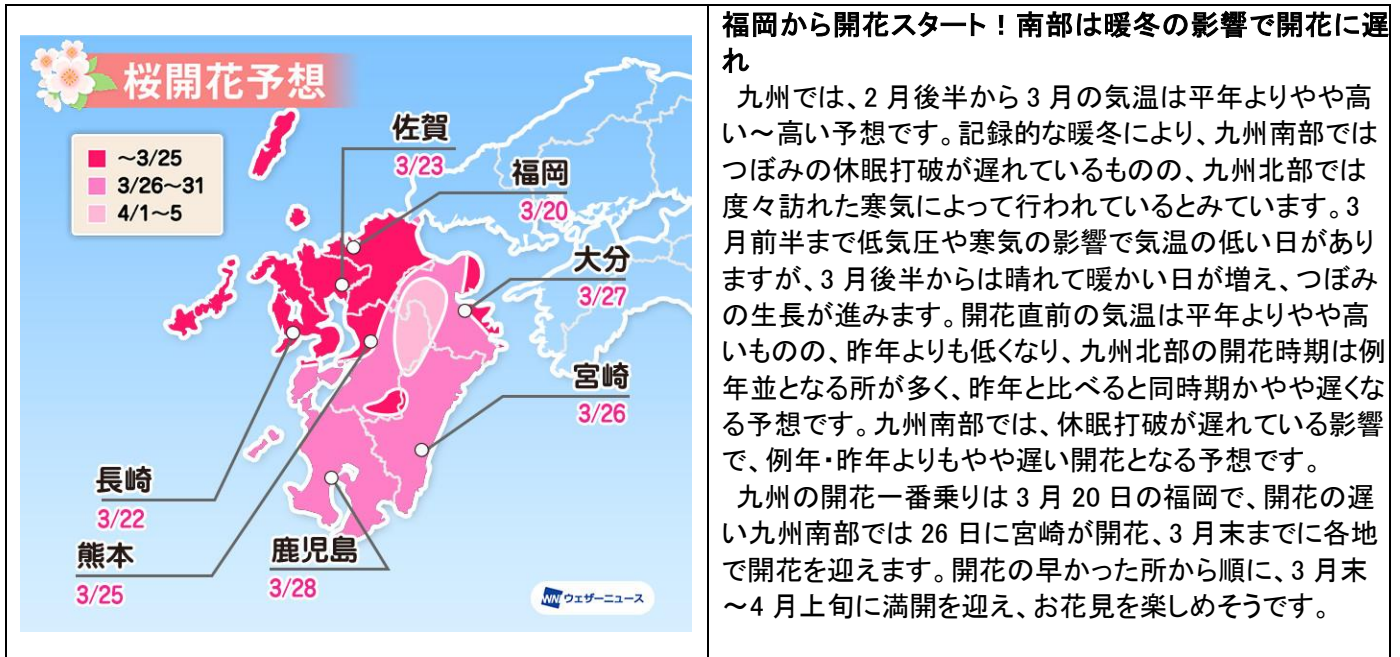 桜開花予想
~3/25
3/26~31
4/1~5
佐賀
3/23
福岡
3/20
大分
3/27
宮崎
3/26
長崎
3/22
熊本
3/25
鹿児島
3/28
WNI ウェザーニュース
福岡から開花スタート！南部は暖冬の影響で開花に遅
れ
九州では、2 月後半から 3 月の気温は平年よりやや高
い～高い予想です。記録的な暖冬により、九州南部では
つぼみの休眠打破が遅れているものの、九州北部では
度々訪れた寒気によって行われているとみています。3
月前半まで低気圧や寒気の影響で気温の低い日があり
ますが、3 月後半からは晴れて暖かい日が増え、つぼみ
の生長が進みます。開花直前の気温は平年よりやや高
いものの、昨年よりも低くなり、九州北部の開花時期は例
年並となる所が多く、昨年と比べると同時期かやや遅くな
る予想です。九州南部では、休眠打破が遅れている影響
で、例年・昨年よりもやや遅い開花となる予想です。
九州の開花一番乗りは 3 月 20 日の福岡で、開花の遅
い九州南部では 26 日に宮崎が開花、3 月末までに各地
で開花を迎えます。開花の早かった所から順に、3 月末
～4 月上旬に満開を迎え、お花見を楽しめそうです。